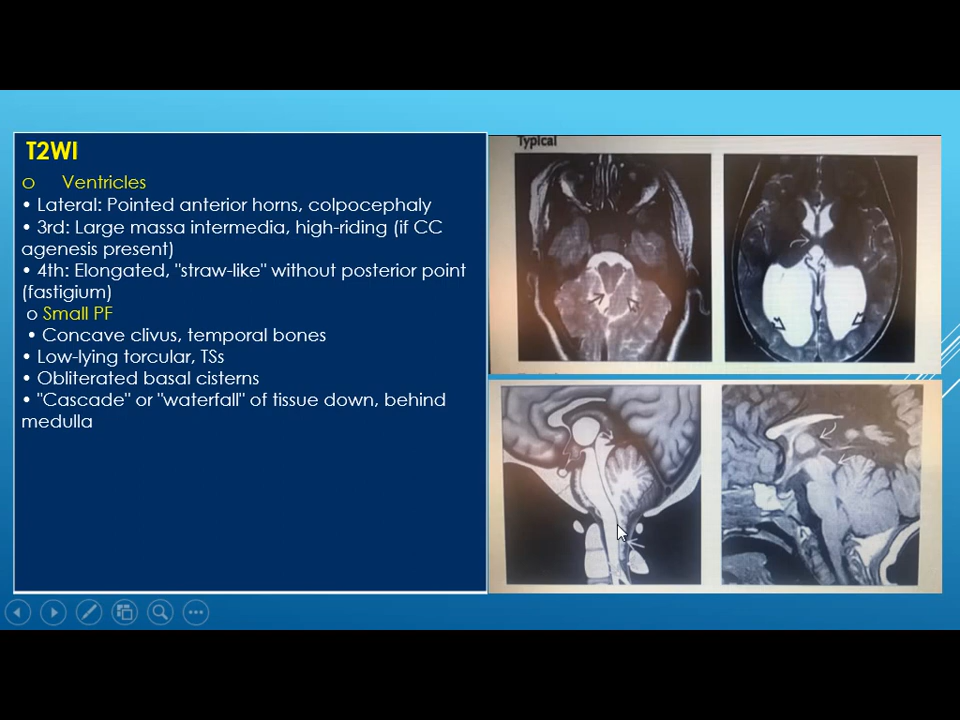 T2WI
o Ventricles
• Lateral: Pointed anterior horns, colpocephaly
• 3rd: Large massa intermedia, high-riding (if CC
agenesis present)
• 4th: Elongated, "straw-like" without posterior point
(fastigium)
o Small PF
• Concave clivus, temporal bones
• Low-lying torcular, TSs
• Obliterated basal cisterns
• "Cascade" or "waterfall" of tissue down, behind
medulla
Typical